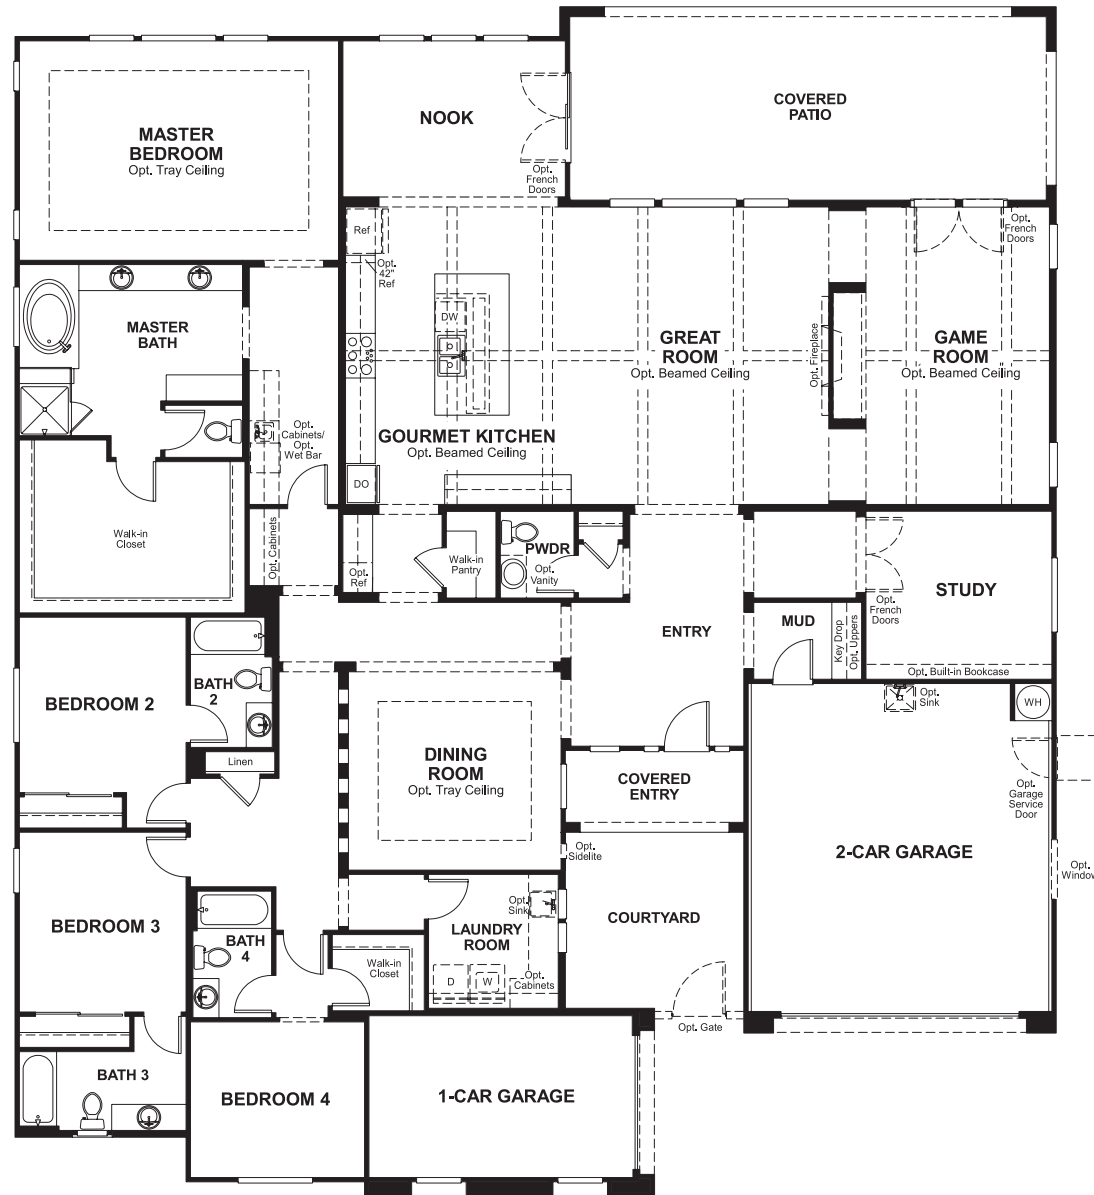 MASTER
BEDROOM
Opt. Tray Ceiling
NOOK
Opt.
French
Doors
COVERED
PATIO
Ref
Opt.
42"
Ref
Opt.
French
Doors
MASTER
BATH
DW
GREAT
ROOM
Opt. Beamed Ceiling
Opt. Fireplace
GAME
ROOM
Opt. Beamed Ceiling
Opt.
Cabinets/
Opt.
Wet Bar
GOURMET KITCHEN
Opt. Beamed Ceiling
DO
Walk-in
Closet
Opt. Cabinets
Opt.
Ref
Walk-in
Pantry
PWDR
Opt.
Vanity
ENTRY
MUD
Key Drop
Opt. Uppers
Opt.
French
Doors
STUDY
Opt. Built-in Bookcase
BEDROOM 2
BATH
2
Linen
DINING
ROOM
Opt. Tray Ceiling
COVERED
ENTRY
Opt.
Sink
WH
Opt.
Garage
Service
Door
Opt.
Sidelite
2-CAR GARAGE
Opt.
Window
BEDROOM 3
BATH
4
Walk-in
Closet
LAUNDRY
ROOM
Opt.
Sink
D
W
Opt.
Cabinets
COURTYARD
Opt. Gate
BATH 3
BEDROOM 4
1-CAR GARAGE